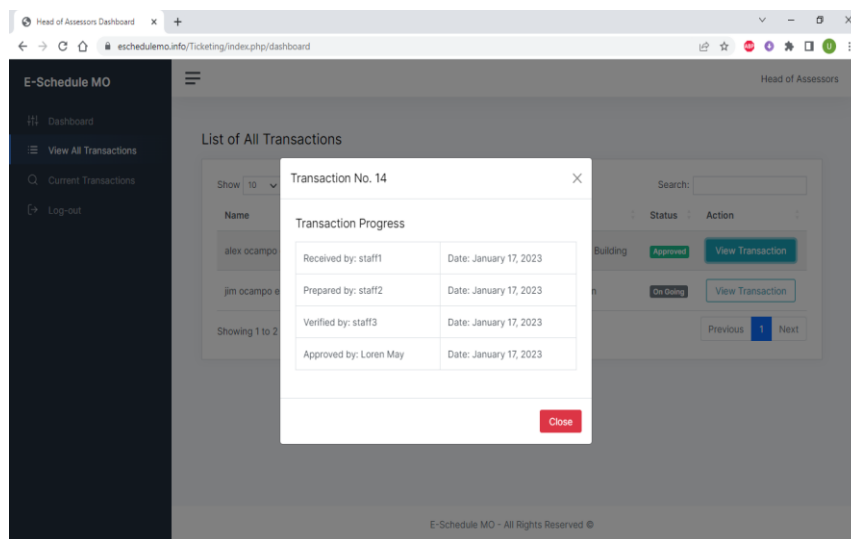 Head of Assessors Dashboard
eschedulemo.info/Ticketing/index.php/dashboard
E-Schedule MO
Head of Assessors
Dashboard
View All Transactions
Current Transactions
Log-out
List of All Transactions
Show 10
Search:
Name
Status
Action
alex ocampo
Building
Approved
View Transaction
jim ocampo e
n
On Going
View Transaction
Showing 1 to 2
Previous 1 Next
Transaction No. 14
Transaction Progress
Received by: staff1 Date: January 17, 2023
Prepared by: staff2 Date: January 17, 2023
Verified by: staff3 Date: January 17, 2023
Approved by: Loren May Date: January 17, 2023
Close
E-Schedule MO - All Rights Reserved ©